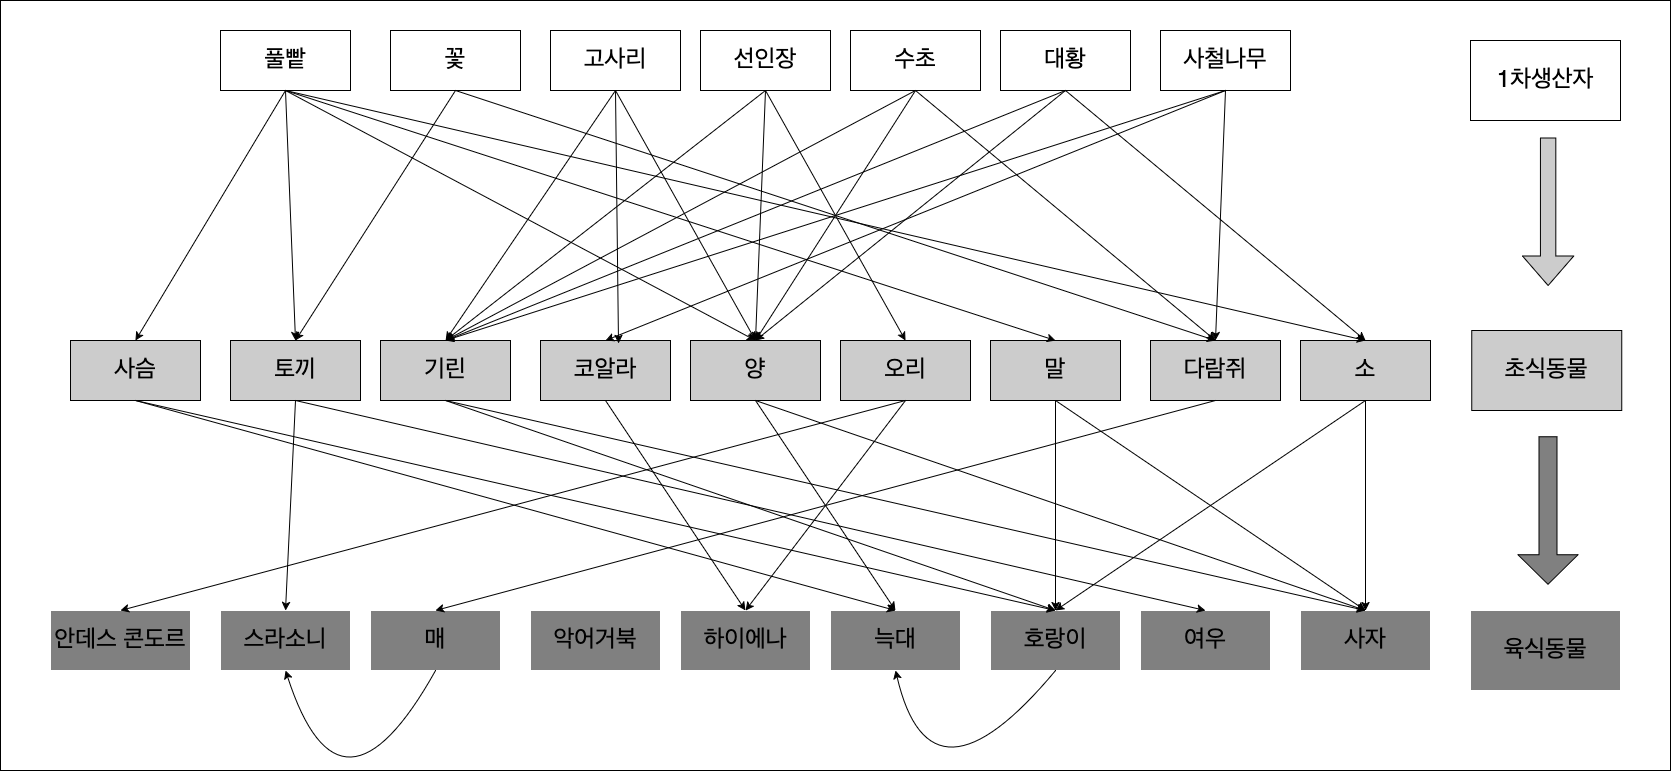 풀빹
꽃
고사리
선인장
수초
대황
사철나무
1차생산자
사슴
토끼
기린
코알라
양
오리
말
다람쥐
소
초식동물
안데스 콘도르
스라소니
매
악어거북
하이에나
늑대
호랑이
여우
사자
육식동물